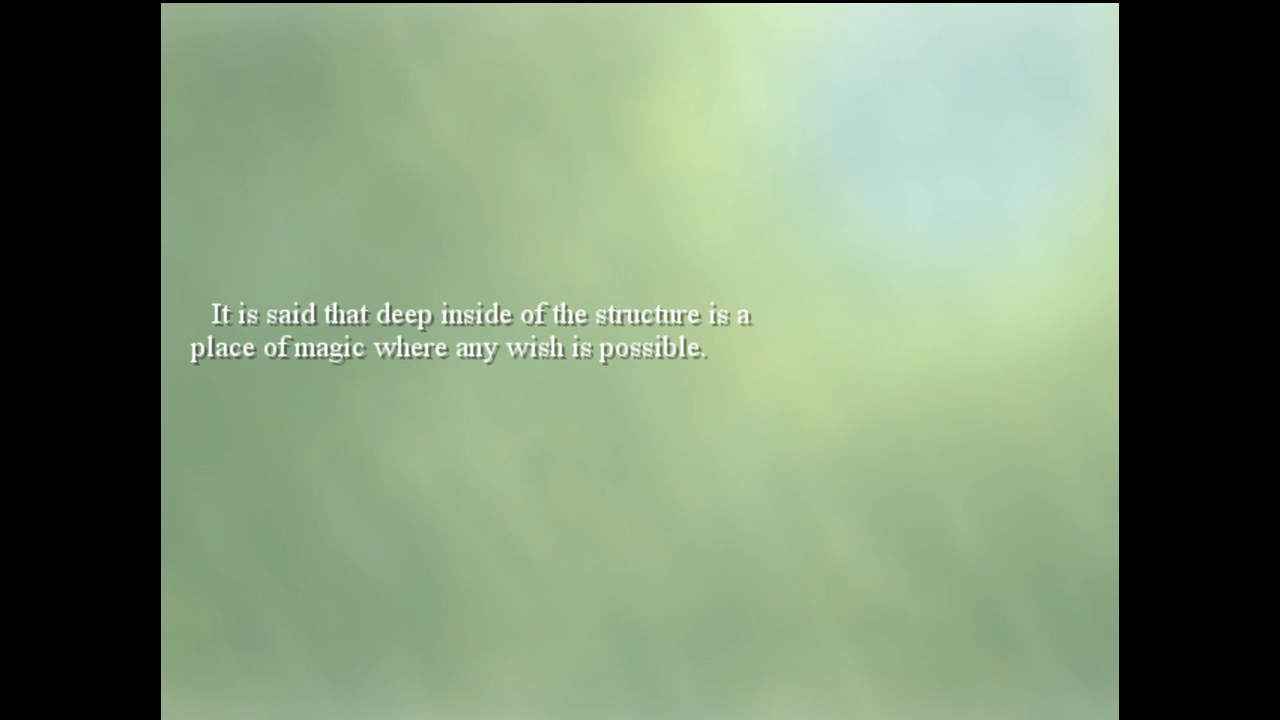 It is said that deep inside of the structure is a
place of magic where any wish is possible.